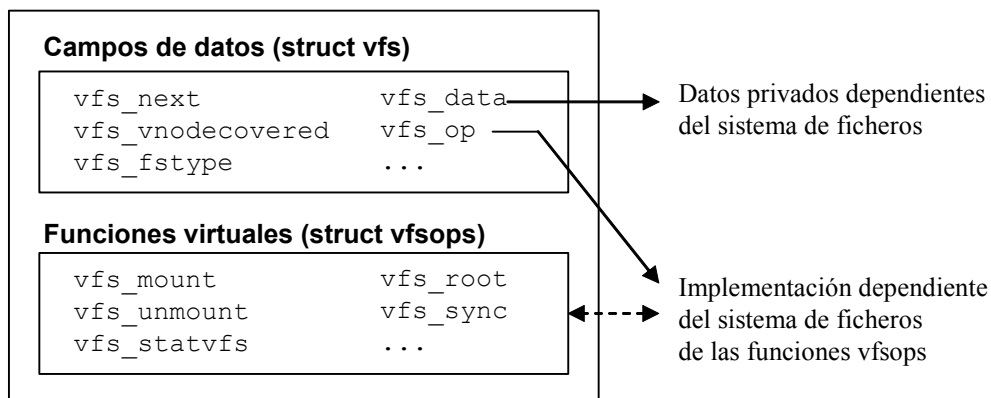 Campos de datos (struct vfs)
vfs_next vfs_data
vfs_vnodecovered vfs_op
vfs_fstype ...
Datos privados dependientes
del sistema de ficheros
Funciones virtuales (struct vfsops)
vfs_mount vfs_root
vfs_unmount vfs_sync
vfs_statvfs ...
Implementación dependiente
del sistema de ficheros
de las funciones vfsops